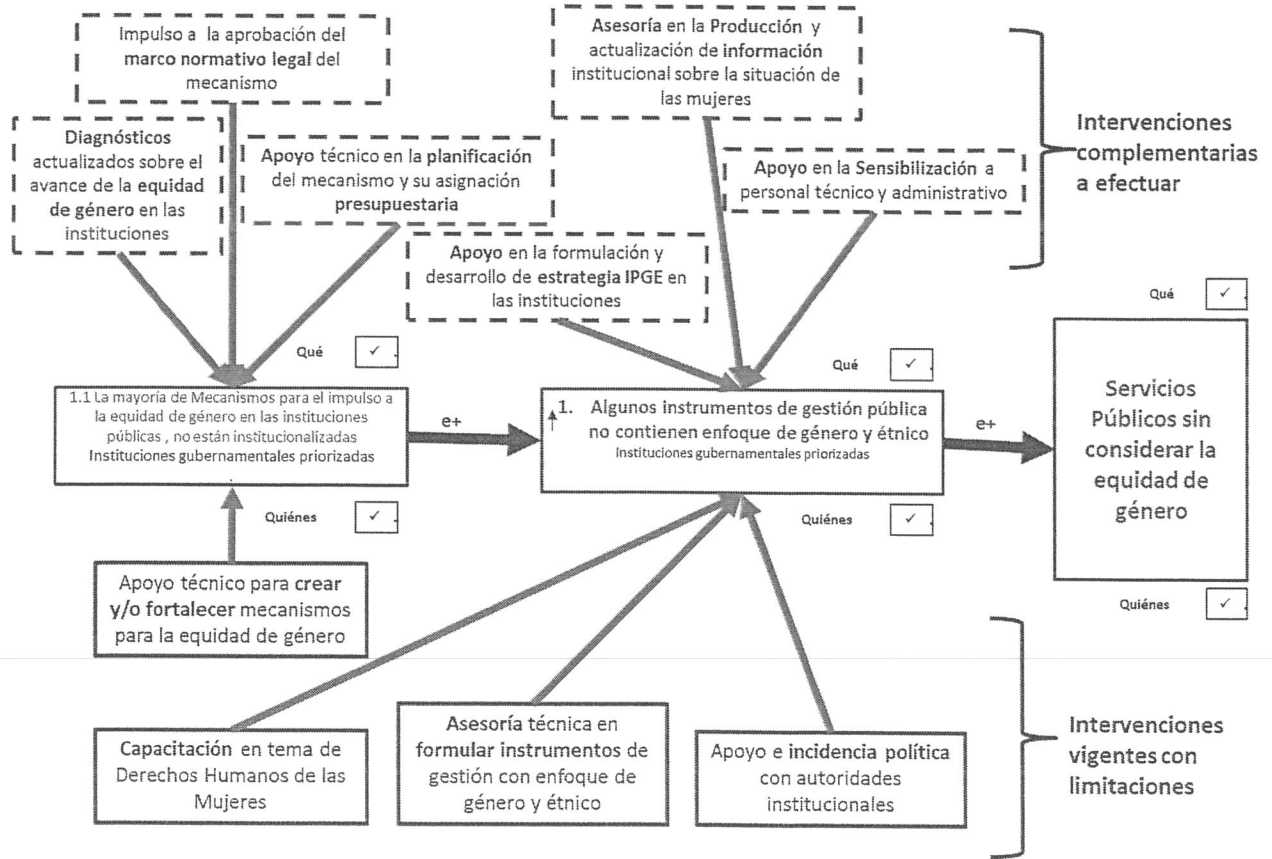 Impulso a la aprobación del
marco normativo legal del
mecanismo
Asesoría en la Producción y
actualización de información
institucional sobre la situación de
las mujeres
Diagnósticos
actualizados sobre el
avance de la equidad
de género en las
instituciones
Apoyo técnico en la planificación
del mecanismo y su asignación
presupuestaria
Apoyo en la Sensibilización a
personal técnico y administrativo
Intervenciones
complementarias
a efectuar
Apoyo en la formulación y
desarrollo de estrategia IPGE en
las instituciones
Qué ✓
Qué ✓
Qué ✓
1.1 La mayoría de Mecanismos para el impulso a
la equidad de género en las instituciones
públicas , no están institucionalizadas
Instituciones gubernamentales priorizadas
e+
1. Algunos instrumentos de gestión pública
no contienen enfoque de género y étnico
Instituciones gubernamentales priorizadas
e+
Servicios
Públicos sin
considerar la
equidad de
género
Quiénes ✓
Quiénes ✓
Quiénes ✓
Apoyo técnico para crear
y/o fortalecer mecanismos
para la equidad de género
Capacitación en tema de
Derechos Humanos de las
Mujeres
Asesoría técnica en
formular instrumentos de
gestión con enfoque de
género y étnico
Apoyo e incidencia política
con autoridades
institucionales
Intervenciones
vigentes con
limitaciones